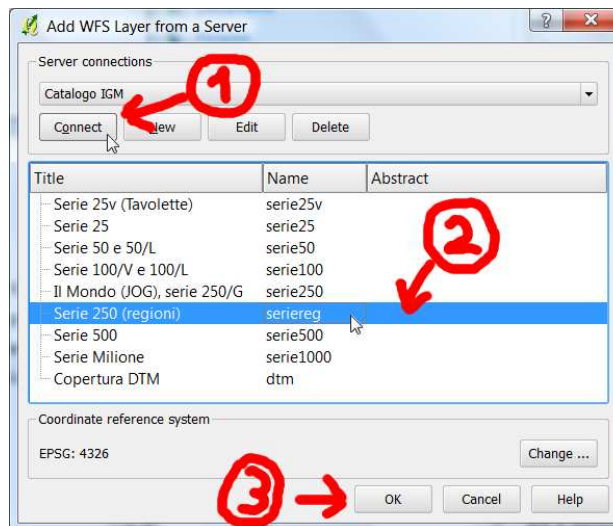 Add WFS Layer from a Server
?
Server connections
Catalogo IGM
1
Connect New Edit Delete
Title Name Abstract
Serie 25v (Tavolette) serie25v
Serie 25 serie25
Serie 50 e 50/L serie50
Serie 100/V e 100/L serie100
Il Mondo (JOG), serie 250/G serie250
2
Serie 250 (regioni) seriereg
Serie 500 serie500
Serie Milione serie1000
Copertura DTM dtm
Coordinate reference system
EPSG: 4326 Change ...
3
OK Cancel Help